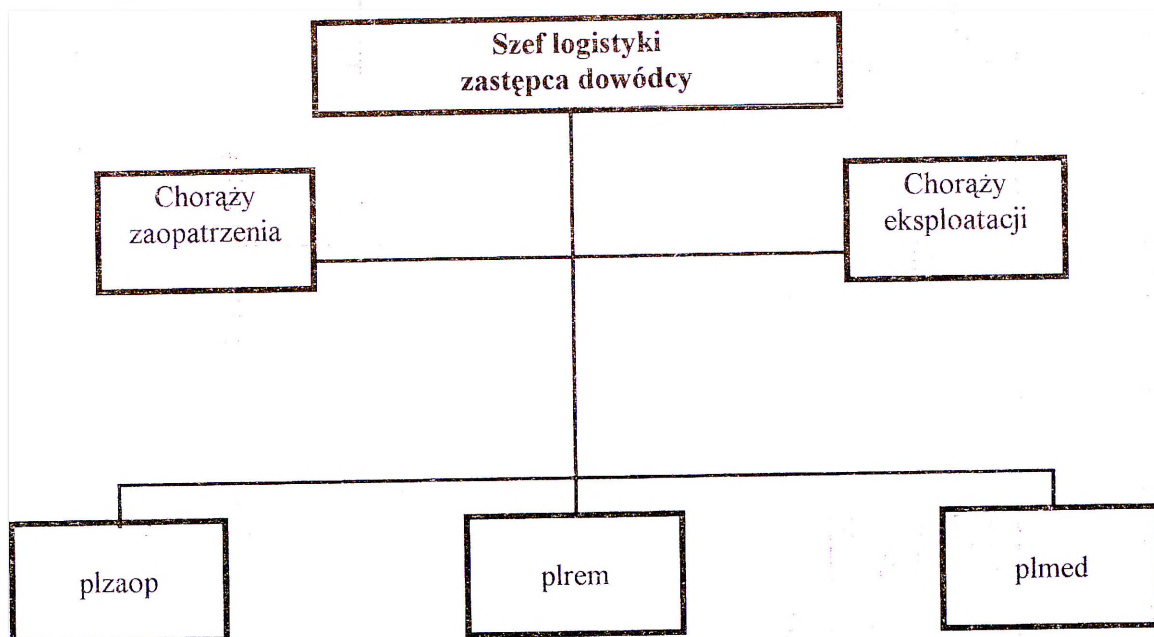 Szef logistyki
zastępca dowódcy
Chorąży
zaopatrzenia
Chorąży
eksploatacji
plzaop
plrem
plmed